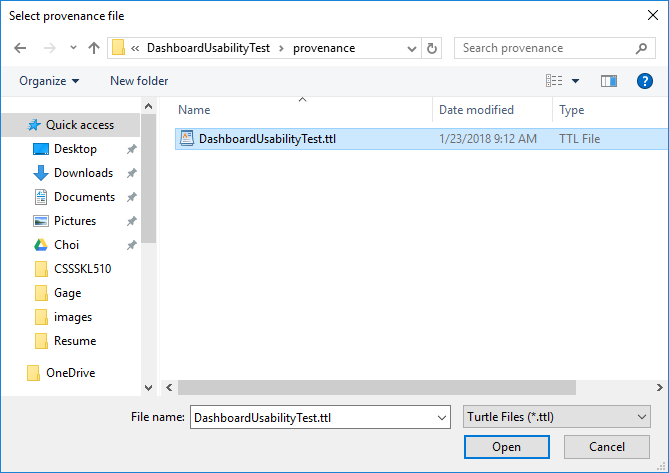 Select provenance file
« DashboardUsabilityTest › provenance
Search provenance
Organize
New folder
?
Name
Date modified
Type
Quick access
Desktop
Downloads
Documents
Pictures
Choi
CSSSKL510
Gage
images
Resume
OneDrive
DashboardUsabilityTest.ttl 1/23/2018 9:12 AM TTL File
File name: DashboardUsabilityTest.ttl
Turtle Files (*.ttl)
Open
Cancel